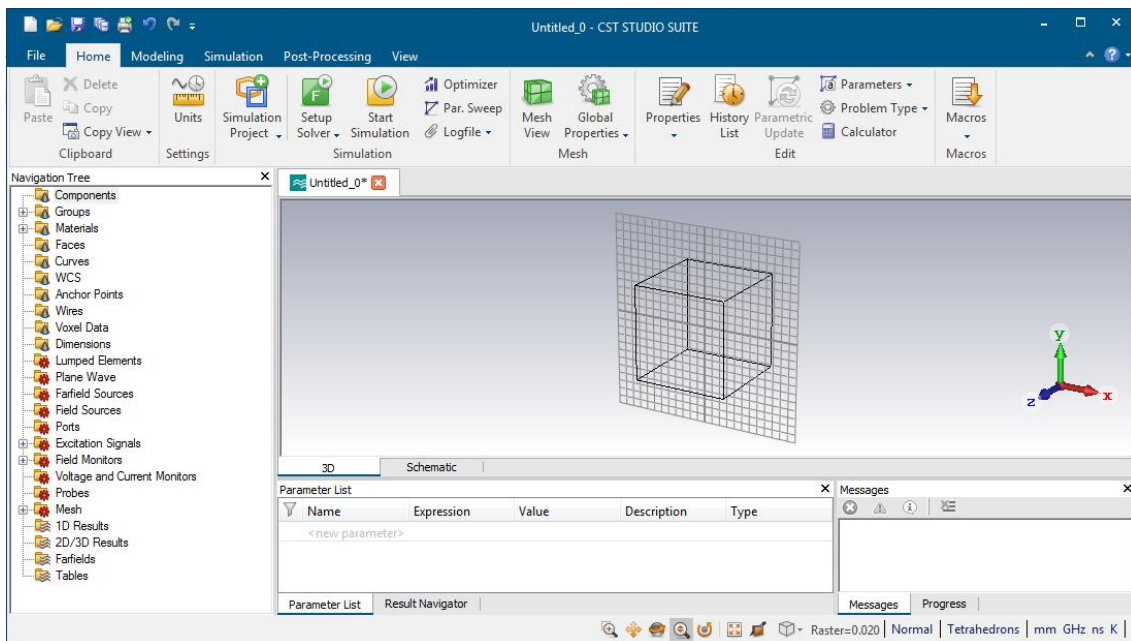 Untitled_0 - CST STUDIO SUITE
File Home Modeling Simulation Post-Processing View
Paste
Delete
Copy
Copy View
Clipboard
Units
Settings
Simulation Project
Setup Solver
Start Simulation
Optimizer
Par. Sweep
Logfile
Simulation
Mesh View
Global Properties
Mesh
Properties
History List
Parametric Update
Parameters
Problem Type
Calculator
Edit
Macros
Macros
Navigation Tree
Components
Groups
Materials
Faces
Curves
WCS
Anchor Points
Wires
Voxel Data
Dimensions
Lumped Elements
Plane Wave
Farfield Sources
Field Sources
Ports
Excitation Signals
Field Monitors
Voltage and Current Monitors
Probes
Mesh
1D Results
2D/3D Results
Farfields
Tables
Untitled_0*
y
z
x
3D Schematic
Parameter List
Name Expression Value Description Type
<new parameter>
Parameter List Result Navigator
Messages
Messages Progress
Raster=0.020 Normal Tetrahedrons mm GHz ns K